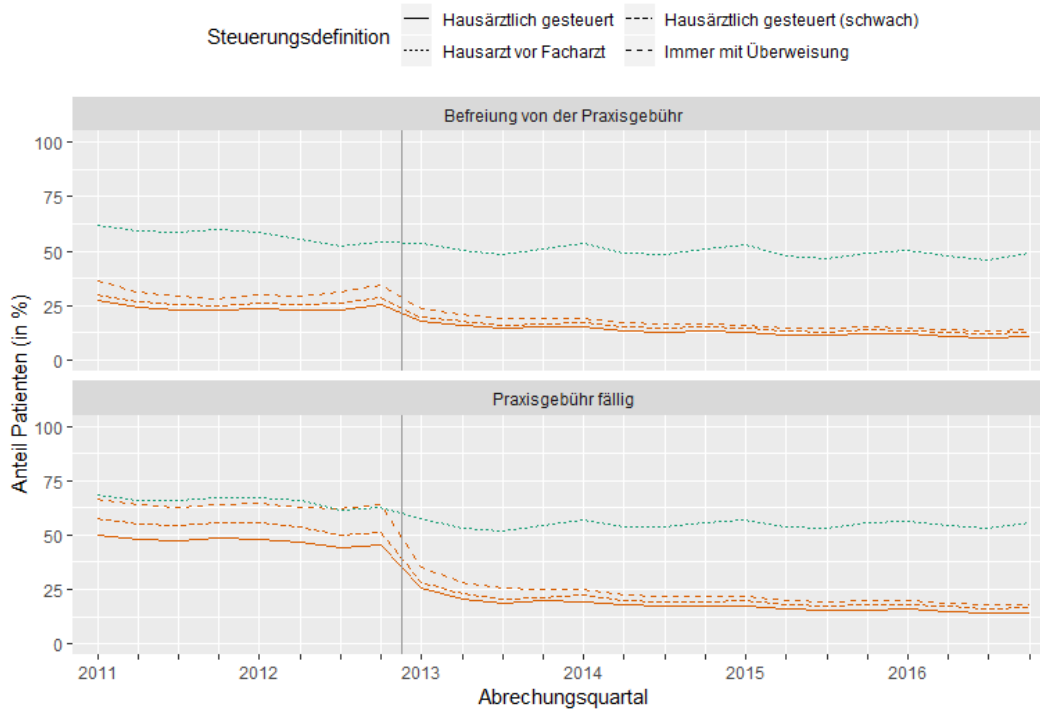 Steuerungsdefinition
Hausärztlich gesteuert
Hausärztlich gesteuert (schwach)
Hausarzt vor Facharzt
Immer mit Überweisung
Befreiung von der Praxisgebühr
100
75
50
25
0
Praxisgebühr fällig
100
75
50
25
0
Anteil Patienten (in %)
2011 2012 2013 2014 2015 2016
Abrechungsquartal